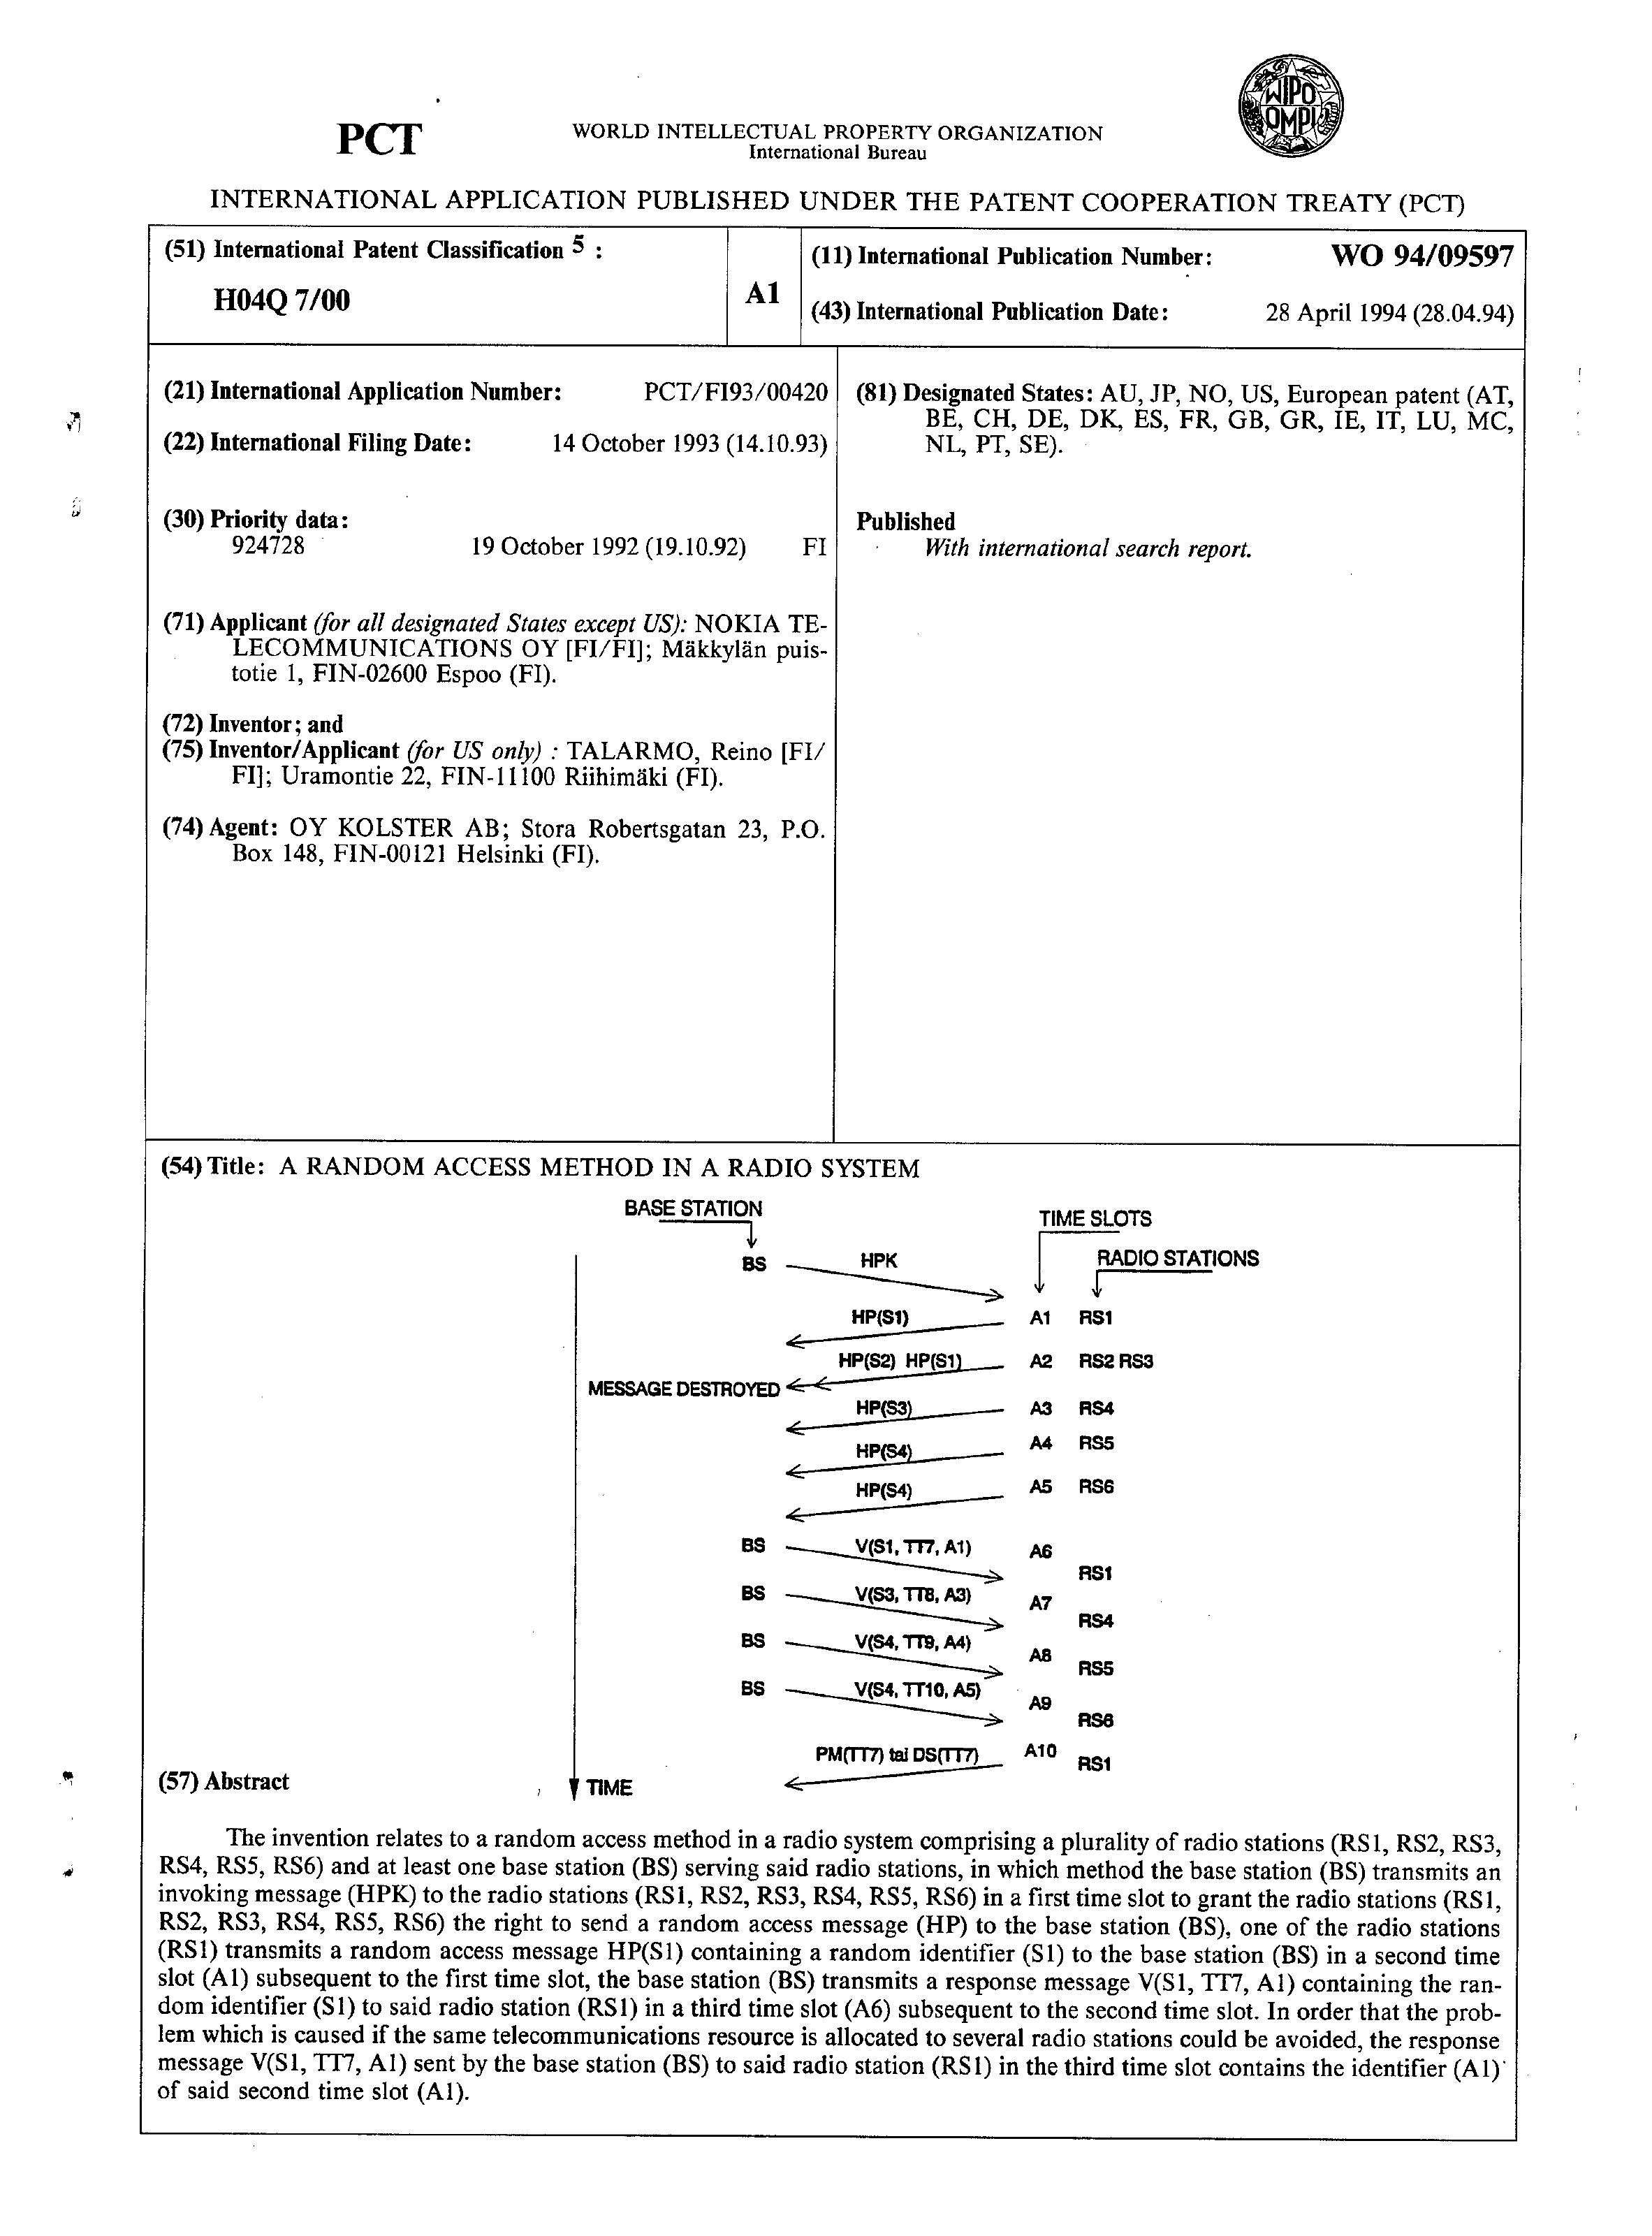 WIPO
OMPI
PCT
WORLD INTELLECTUAL PROPERTY ORGANIZATION
International Bureau
INTERNATIONAL APPLICATION PUBLISHED UNDER THE PATENT COOPERATION TREATY (PCT)
(51) International Patent Classification 5 :
H04Q 7/00
A1
(11) International Publication Number: WO 94/09597
(43) International Publication Date: 28 April 1994 (28.04.94)
(21) International Application Number: PCT/FI93/00420
(22) International Filing Date: 14 October 1993 (14.10.93)
(30) Priority data:
924728 19 October 1992 (19.10.92) FI
(71) Applicant (for all designated States except US): NOKIA TE-
LECOMMUNICATIONS OY [FI/FI]; Mäkkylän puis-
totie 1, FIN-02600 Espoo (FI).
(72) Inventor; and
(75) Inventor/Applicant (for US only) : TALARMO, Reino [FI/
FI]; Uramontie 22, FIN-11100 Riihimäki (FI).
(74) Agent: OY KOLSTER AB; Stora Robertsgatan 23, P.O.
Box 148, FIN-00121 Helsinki (FI).
(81) Designated States: AU, JP, NO, US, European patent (AT,
BE, CH, DE, DK, ES, FR, GB, GR, IE, IT, LU, MC,
NL, PT, SE).
Published
With international search report.
(54) Title: A RANDOM ACCESS METHOD IN A RADIO SYSTEM
BASE STATION
TIME SLOTS
RADIO STATIONS
BS HPK
HP(S1) A1 RS1
HP(S2) HP(S1) A2 RS2 RS3
MESSAGE DESTROYED
HP(S3) A3 RS4
HP(S4) A4 RS5
HP(S4) A5 RS6
BS V(S1, TT7, A1) A6
RS1
BS V(S3, TT8, A3) A7
RS4
BS V(S4, TT9, A4) A8
RS5
BS V(S4, TT10, A5) A9
RS6
PM(TT7) tai DS(TT7) A10 RS1
TIME
(57) Abstract
The invention relates to a random access method in a radio system comprising a plurality of radio stations (RS1, RS2, RS3,
RS4, RS5, RS6) and at least one base station (BS) serving said radio stations, in which method the base station (BS) transmits an
invoking message (HPK) to the radio stations (RS1, RS2, RS3, RS4, RS5, RS6) in a first time slot to grant the radio stations (RS1,
RS2, RS3, RS4, RS5, RS6) the right to send a random access message (HP) to the base station (BS), one of the radio stations
(RS1) transmits a random access message HP(S1) containing a random identifier (S1) to the base station (BS) in a second time
slot (A1) subsequent to the first time slot, the base station (BS) transmits a response message V(S1, TT7, A1) containing the ran-
dom identifier (S1) to said radio station (RS1) in a third time slot (A6) subsequent to the second time slot. In order that the prob-
lem which is caused if the same telecommunications resource is allocated to several radio stations could be avoided, the response
message V(S1, TT7, A1) sent by the base station (BS) to said radio station (RS1) in the third time slot contains the identifier (A1)
of said second time slot (A1).